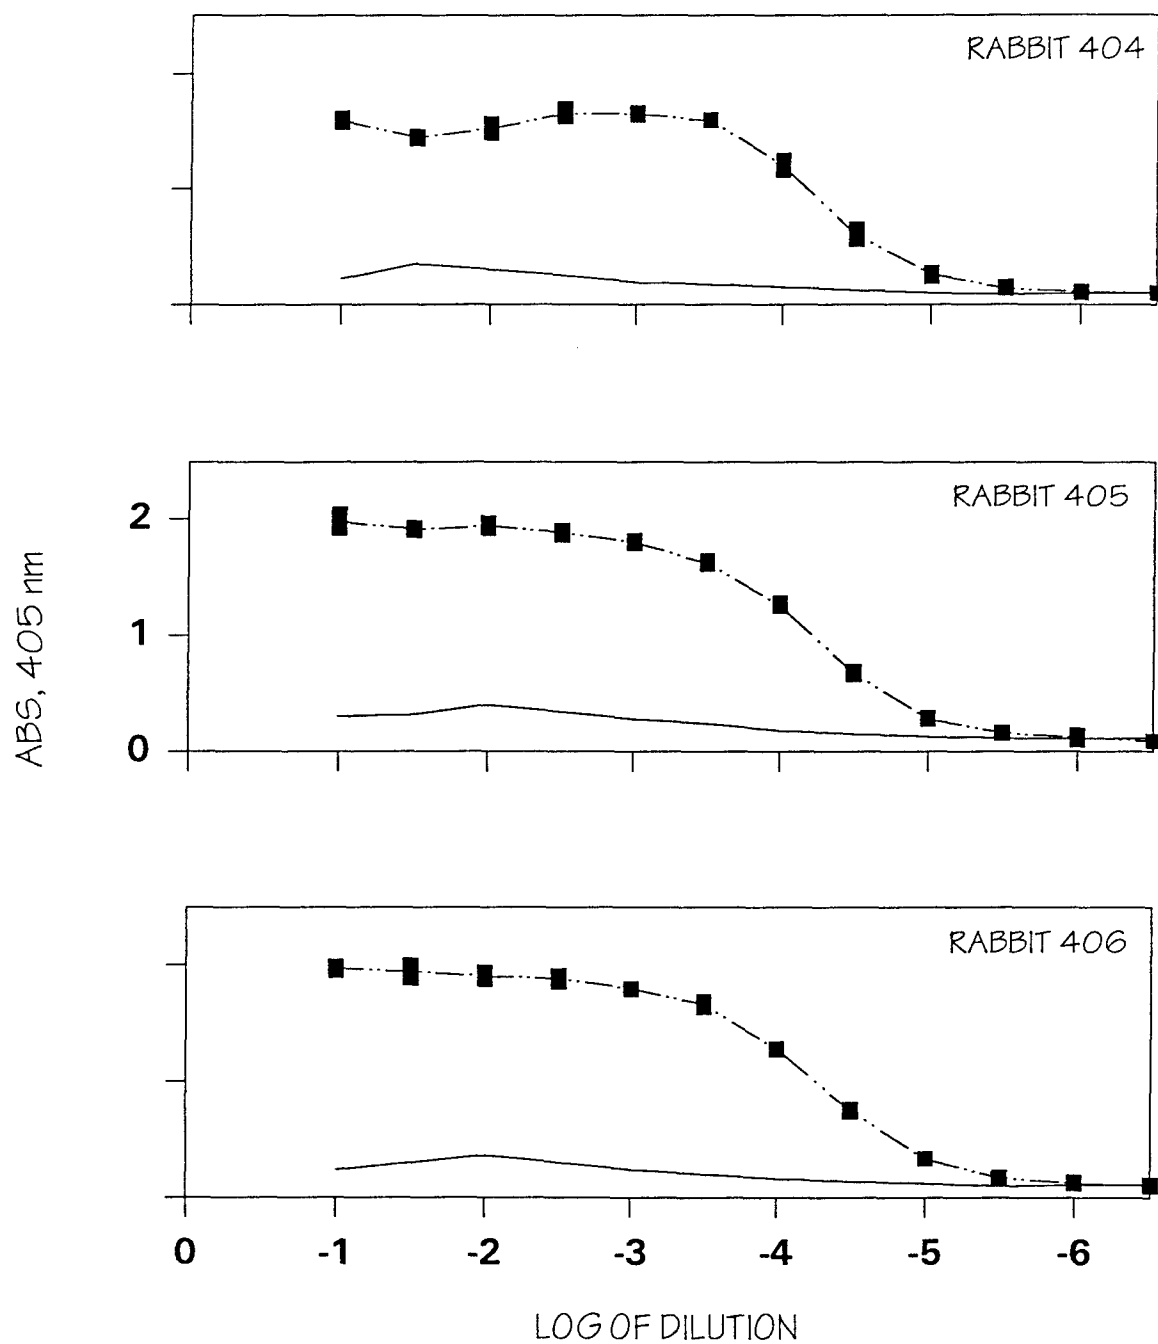 RABBIT 404
RABBIT 405
2
1
0
ABS, 405 nm
RABBIT 406
0 -1 -2 -3 -4 -5 -6
LOG OF DILUTION